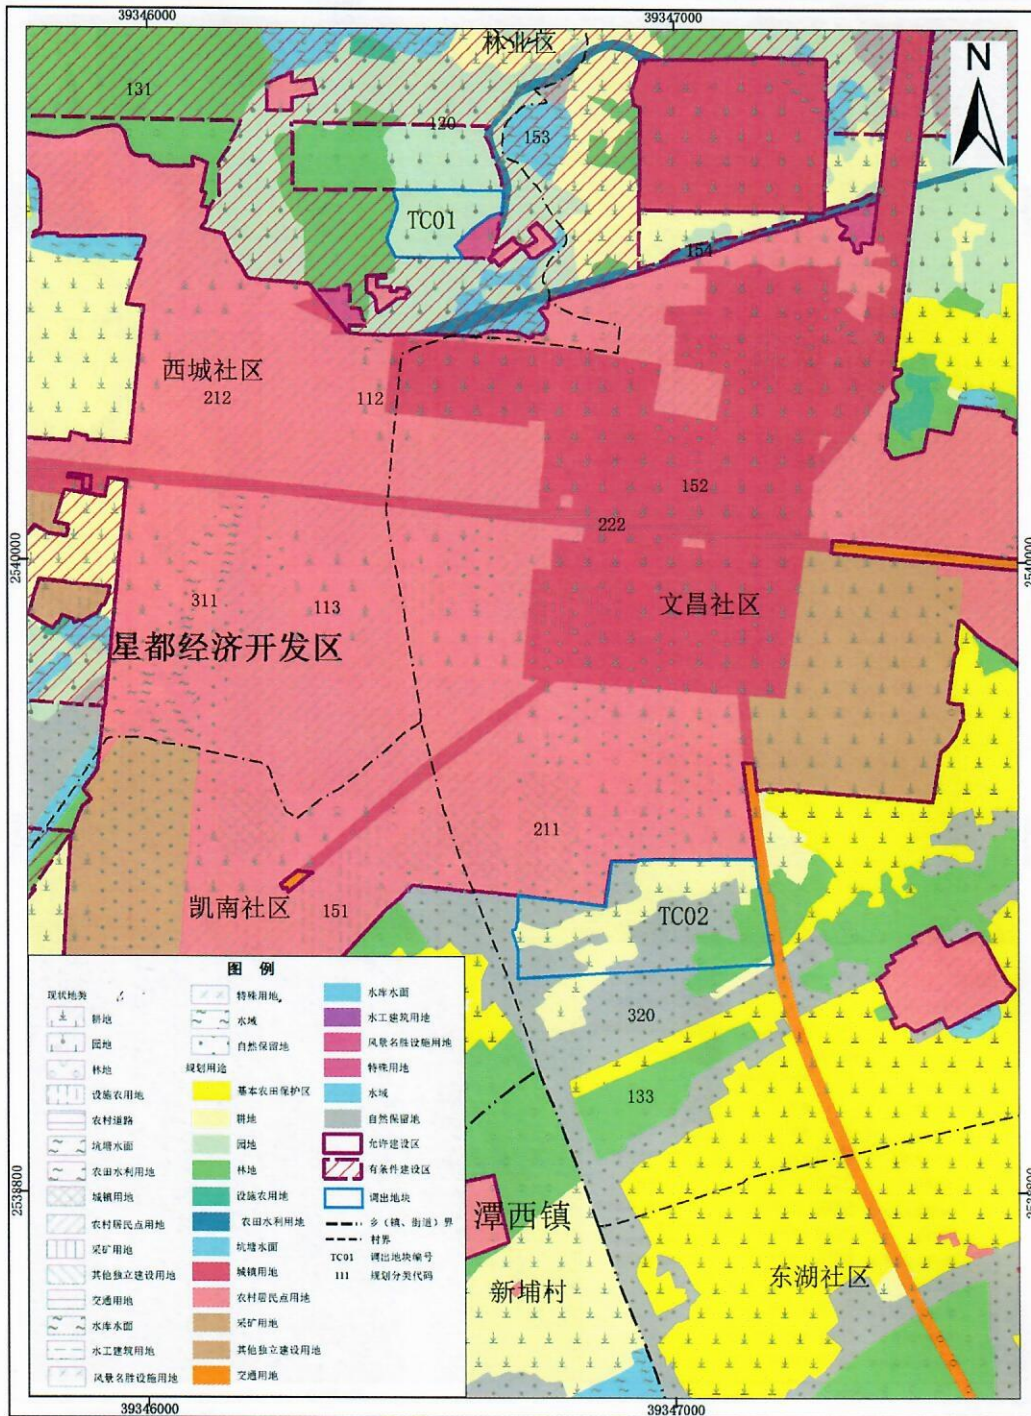 39346000
39347000
林业区
N
131
120
153
TC01
154
西城社区
212
112
152
222
2540000
2540000
311
113
文昌社区
星都经济开发区
211
凯南社区
151
TC02
320
133
2538800
2538800
潭西镇
新埔村
东湖社区
图 例
现状地类
耕地
园地
林地
设施农用地
农村道路
坑塘水面
农田水利用地
城镇用地
农村居民点用地
采矿用地
其他独立建设用地
交通用地
水库水面
水工建筑用地
风景名胜设施用地
特殊用地
水域
自然保留地
规划用途
基本农田保护区
耕地
园地
林地
设施农用地
农田水利用地
坑塘水面
城镇用地
农村居民点用地
采矿用地
其他独立建设用地
交通用地
水库水面
水工建筑用地
风景名胜设施用地
特殊用地
水域
自然保留地
允许建设区
有条件建设区
调出地块
乡(镇、街道)界
村界
TC01 调出地块编号
111 规划分类代码
39346000
39347000